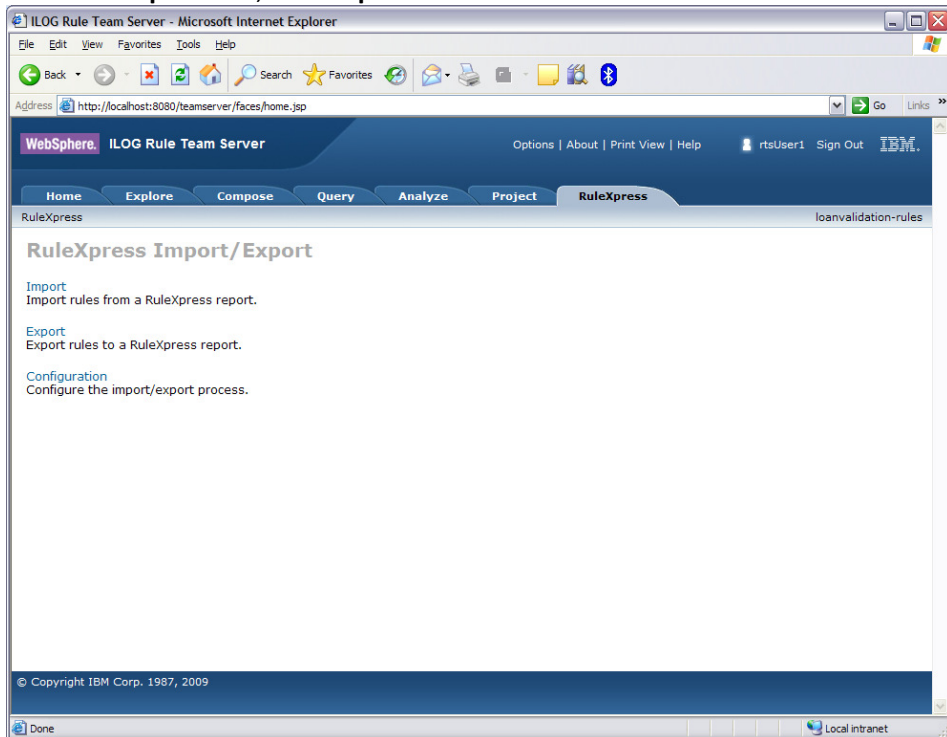 ILOG Rule Team Server - Microsoft Internet Explorer
File Edit View Favorites Tools Help
Back Search Favorites
Address http://localhost:8080/teamserver/faces/home.jsp Go Links »
WebSphere. ILOG Rule Team Server Options | About | Print View | Help rtsUser1 Sign Out IBM.
Home Explore Compose Query Analyze Project RuleXpress
RuleXpress loanvalidation-rules
RuleXpress Import/Export
Import
Import rules from a RuleXpress report.
Export
Export rules to a RuleXpress report.
Configuration
Configure the import/export process.
© Copyright IBM Corp. 1987, 2009
Done Local intranet